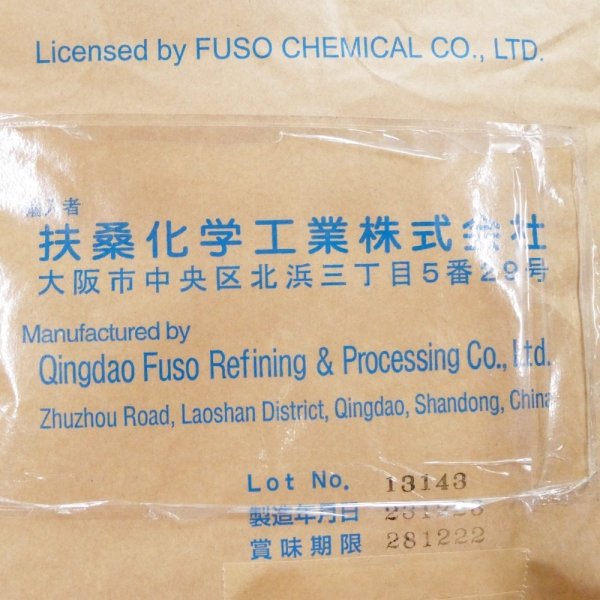 Licensed by FUSO CHEMICAL CO., LTD.
輸入者
扶桑化学工業株式会社
大阪市中央区北浜三丁目5番29号
Manufactured by
Qingdao Fuso Refining & Processing Co., Ltd.
Zhuzhou Road, Laoshan District, Qingdao, Shandong, China
Lot No. 13143
製造年月日
賞味期限 281222